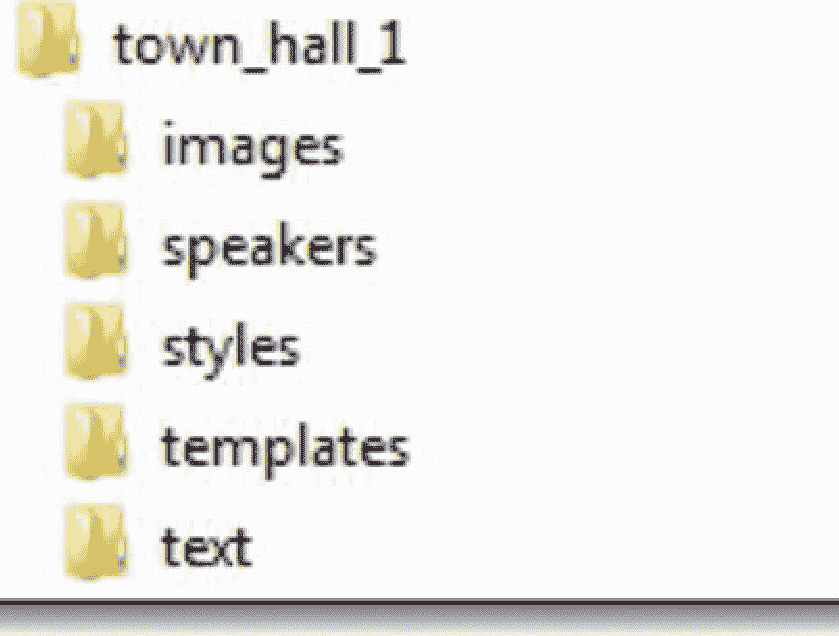 town_hall_1
images
speakers
styles
templates
text